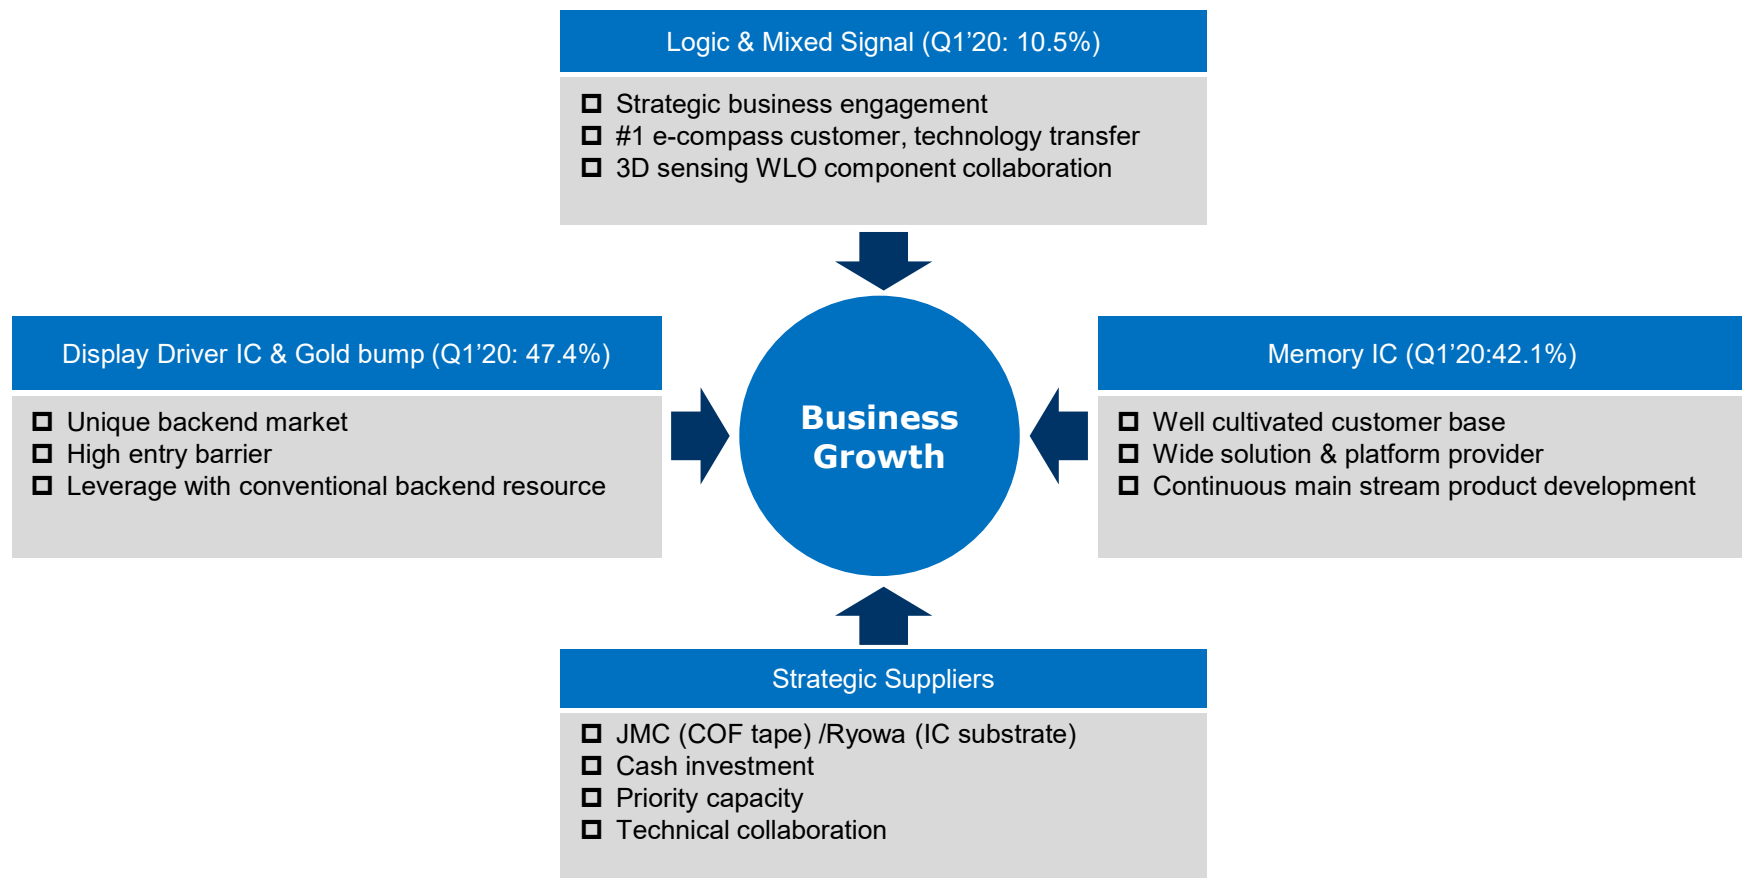 Logic & Mixed Signal (Q1’20: 10.5%)
Strategic business engagement
#1 e-compass customer, technology transfer
3D sensing WLO component collaboration
Display Driver IC & Gold bump (Q1’20: 47.4%)
Unique backend market
High entry barrier
Leverage with conventional backend resource
Business
Growth
Memory IC (Q1’20:42.1%)
Well cultivated customer base
Wide solution & platform provider
Continuous main stream product development
Strategic Suppliers
JMC (COF tape) /Ryowa (IC substrate)
Cash investment
Priority capacity
Technical collaboration